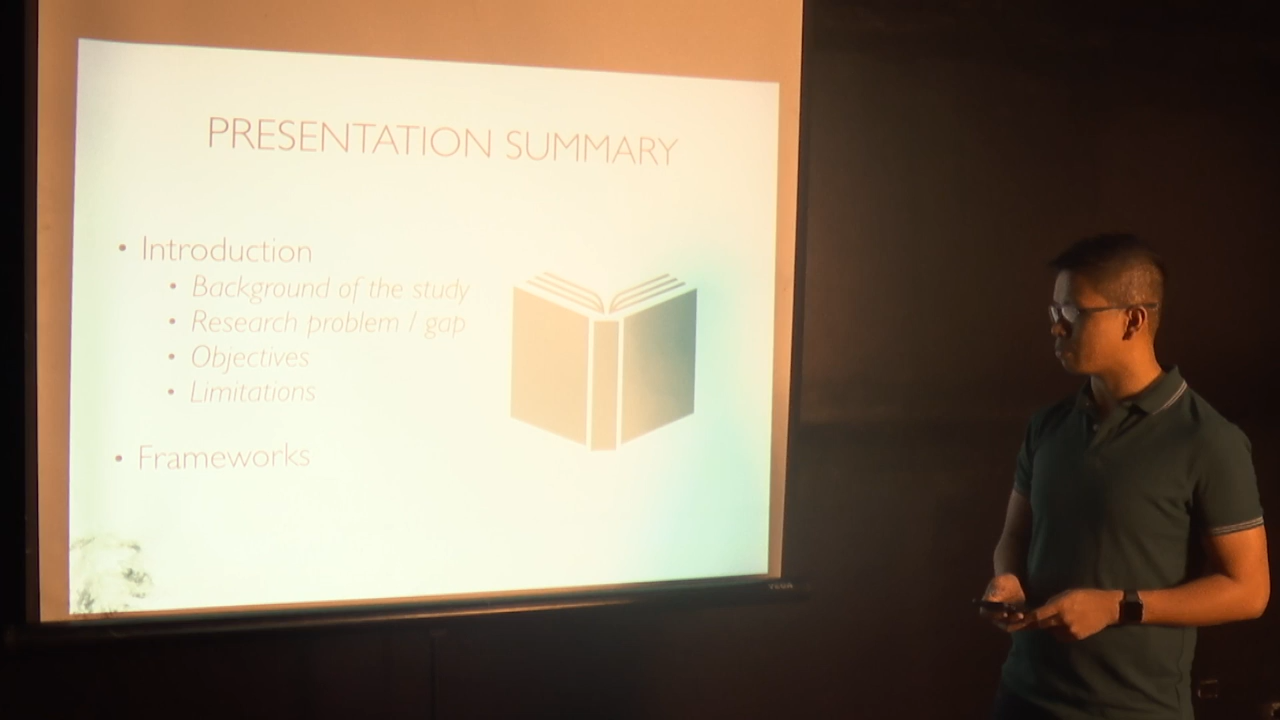 PRESENTATION SUMMARY
• Introduction
• Background of the study
• Research problem / gap
• Objectives
• Limitations
• Frameworks